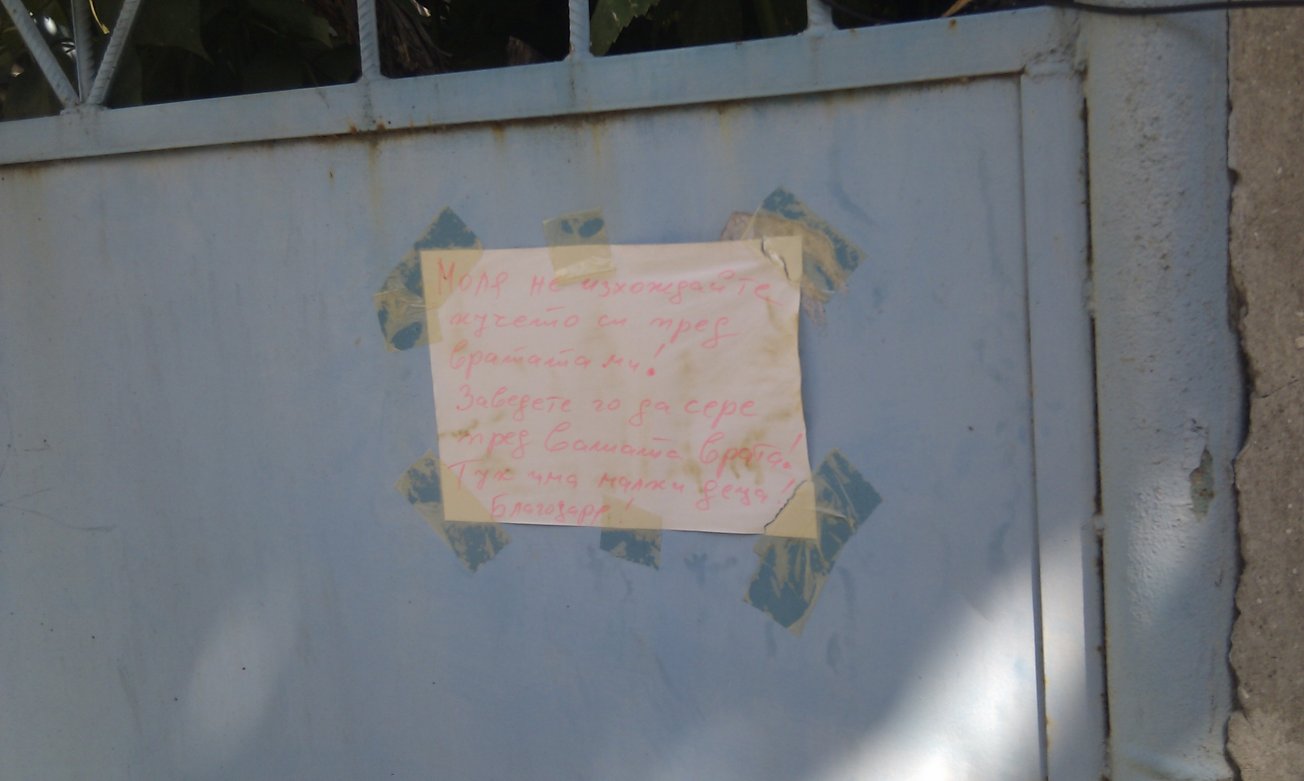 Моля не изхождайте
кучето си пред
вратата ми!
Заведете го да сере
пред вашата врата!
Тук има малки деца!
Благодаря!